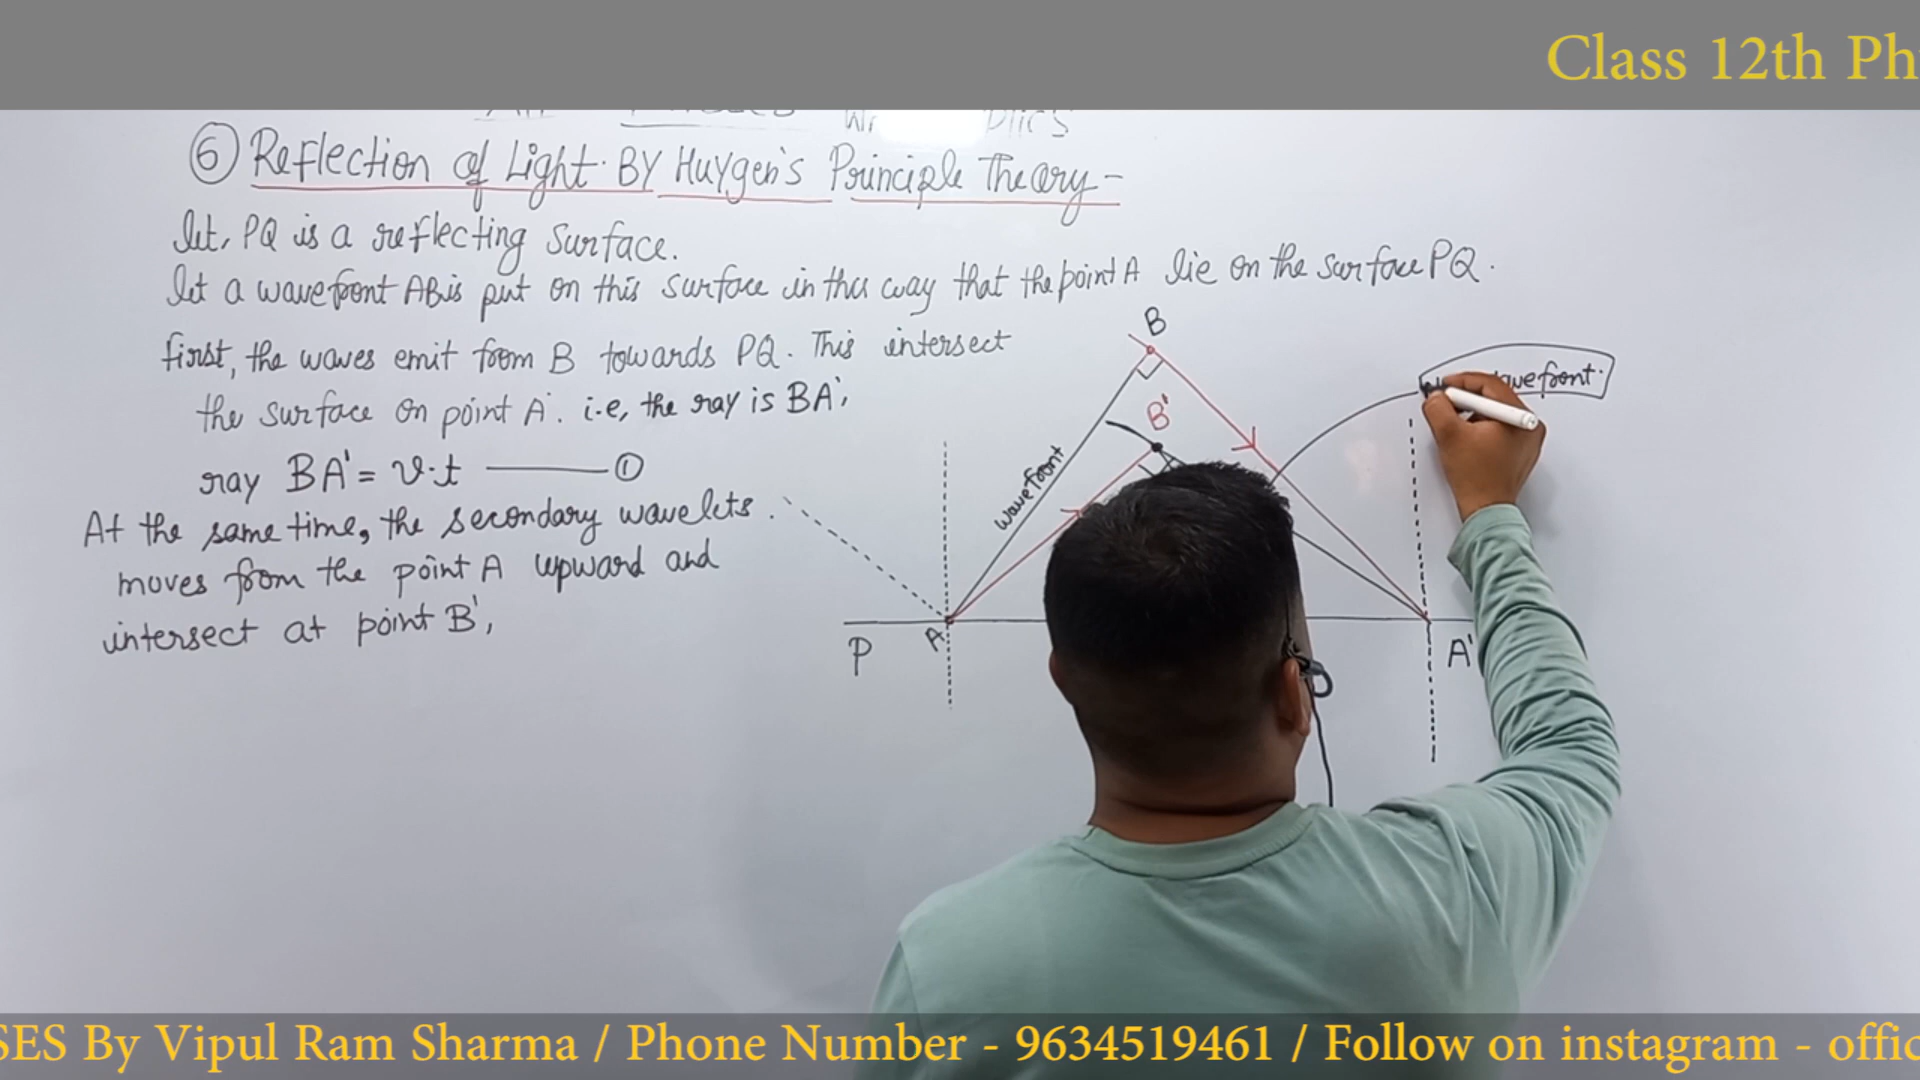 Class 12th Ph
⑥ Reflection of Light. BY Huygen's Principle Theory-
let, PQ is a reflecting surface.
let a wavefront AB is put on this surface in this way that the point A lie on the surface PQ.
first, the waves emit from B towards PQ. This intersect
the surface on point A'. i.e, the ray is BA',
ray BA' = v·t ——— ①
At the same time, the secondary wavelets
moves from the point A upward and
intersect at point B',
B
B'
wavefront
wavefront
P
A
A'
SES By Vipul Ram Sharma / Phone Number - 9634519461 / Follow on instagram - offic